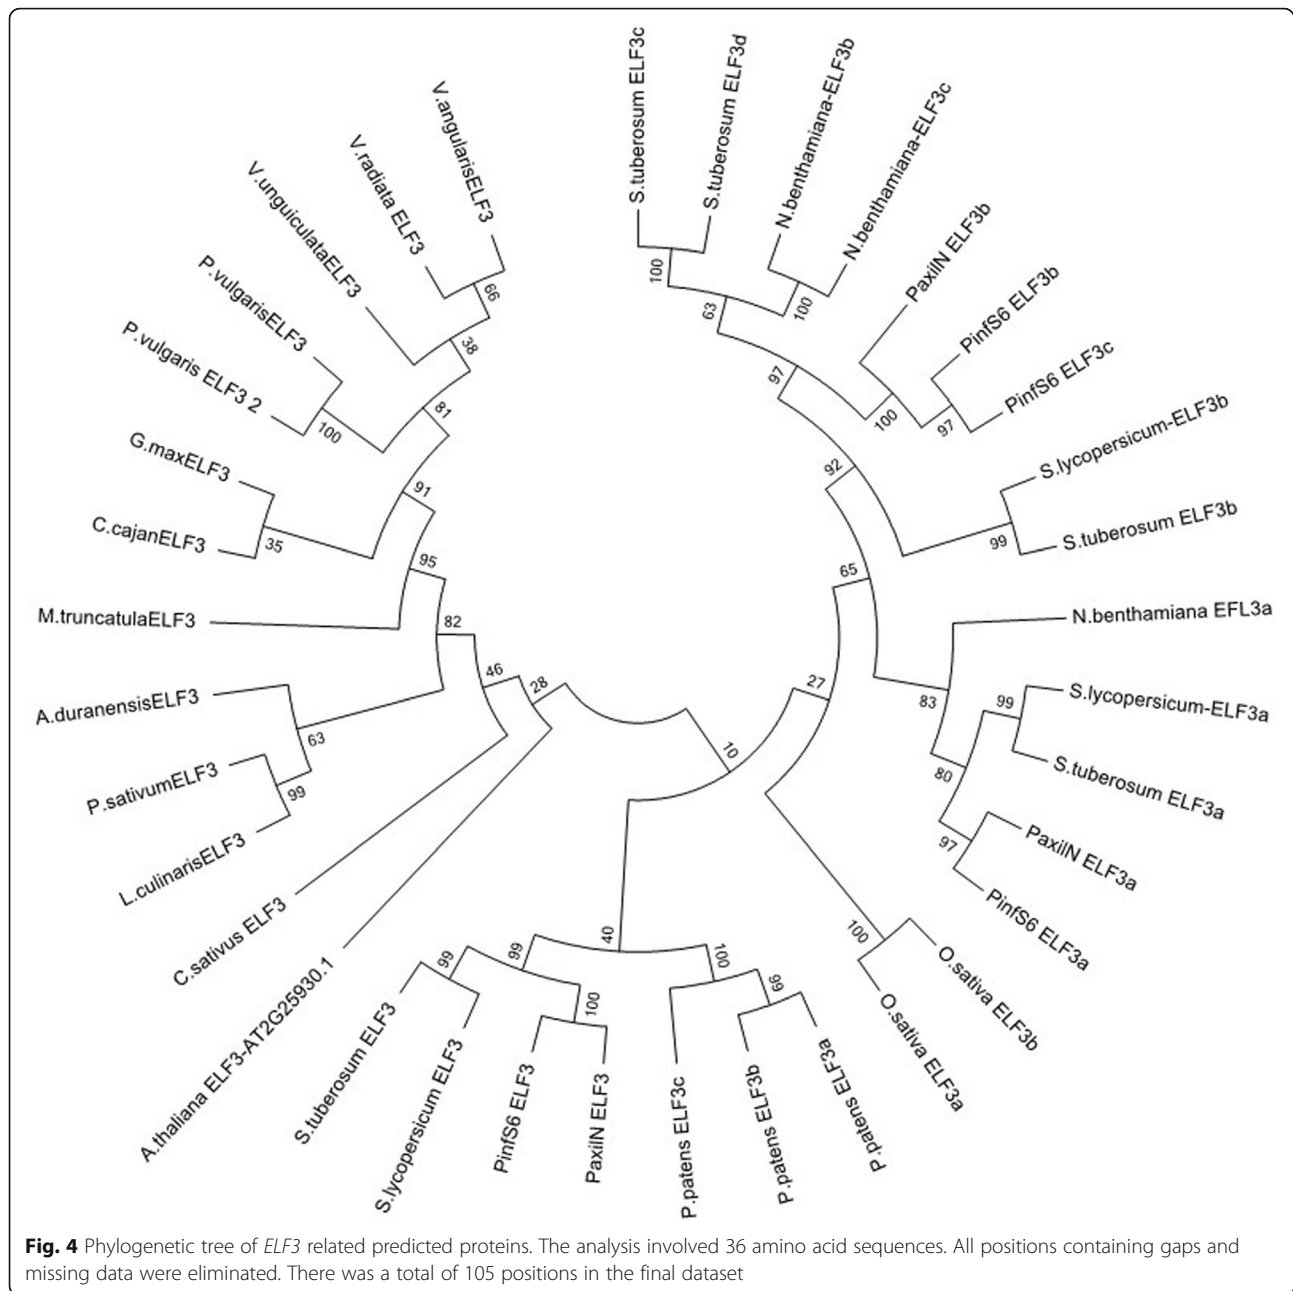 S.tuberosum ELF3c
S.tuberosum ELF3d
N.benthamiana-ELF3b
N.benthamiana-ELF3c
PaxilN ELF3b
PinfS6 ELF3b
PinfS6 ELF3c
S.lycopersicum-ELF3b
S.tuberosum ELF3b
N.benthamiana EFL3a
S.lycopersicum-ELF3a
S.tuberosum ELF3a
PaxilN ELF3a
PinfS6 ELF3a
O.sativa ELF3b
O.sativa ELF3a
P.patens ELF3a
P.patens ELF3b
P.patens ELF3c
PaxilN ELF3
PinfS6 ELF3
S.lycopersicum ELF3
S.tuberosum ELF3
A.thaliana ELF3-AT2G25930.1
C.sativus ELF3
L.culinarisELF3
P.sativumELF3
A.duranensisELF3
M.truncatulaELF3
C.cajanELF3
G.maxELF3
P.vulgaris ELF3 2
P.vulgarisELF3
V.unguiculataELF3
V.radiata ELF3
V.angularisELF3
100
63
100
97
100
97
92
99
65
83
99
80
97
27
100
10
40
100
99
99
99
100
28
46
82
63
99
95
91
35
81
100
38
66
Fig. 4 Phylogenetic tree of ELF3 related predicted proteins. The analysis involved 36 amino acid sequences. All positions containing gaps and
missing data were eliminated. There was a total of 105 positions in the final dataset